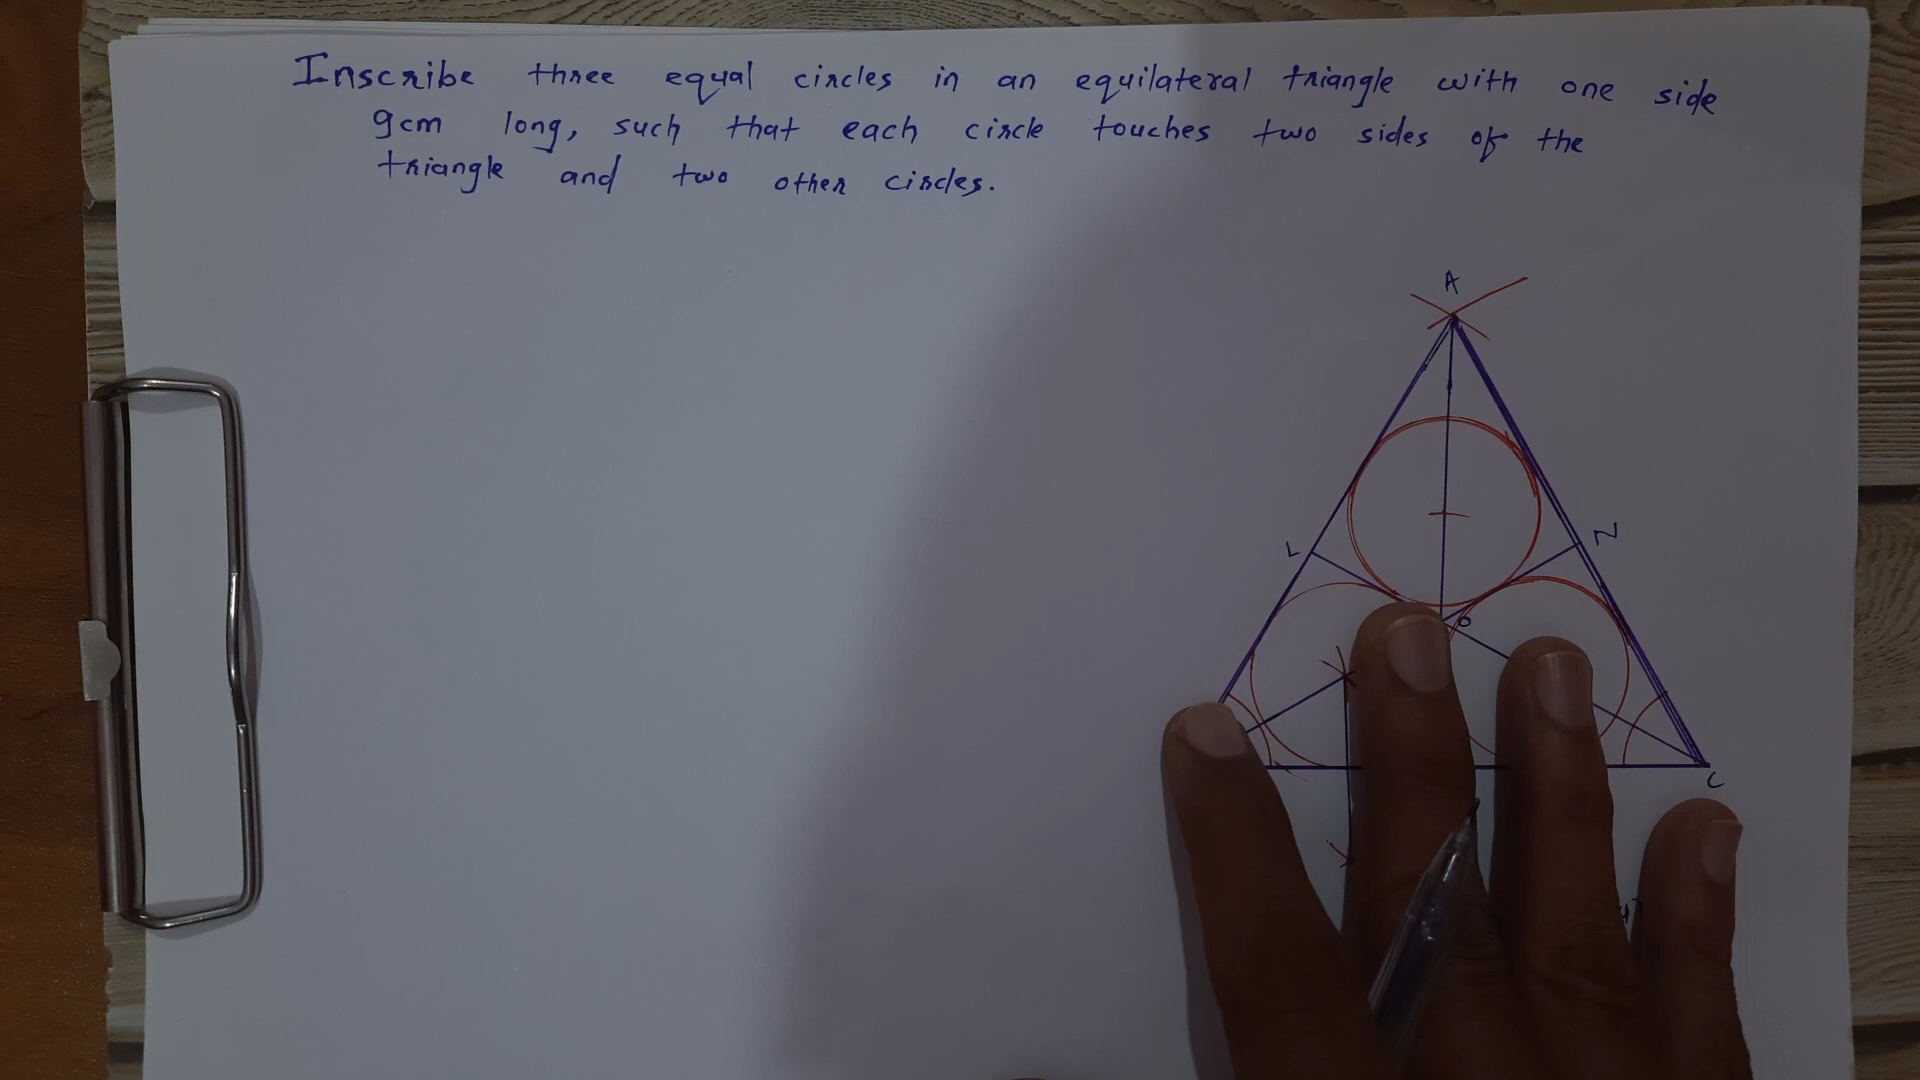 Inscribe three equal circles in an equilateral triangle with one side
9cm long, such that each circle touches two sides of the
triangle and two other circles.
A
L
N
O
C